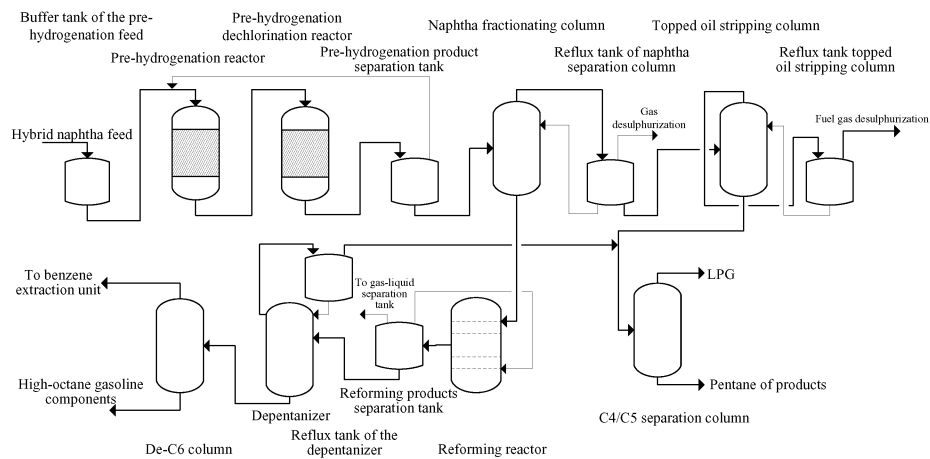 Buffer tank of the pre-
hydrogenation feed
Pre-hydrogenation
dechlorination reactor
Naphtha fractionating column
Topped oil stripping column
Pre-hydrogenation reactor
Pre-hydrogenation product
separation tank
Reflux tank of naphtha
separation column
Reflux tank topped
oil stripping column
Hybrid naphtha feed
Gas
desulphurization
Fuel gas desulphurization
To benzene
extraction unit
To gas-liquid
separation
tank
LPG
High-octane gasoline
components
Reforming products
separation tank
Pentane of products
Depentanizer
C4/C5 separation column
De-C6 column
Reflux tank of the
depentanizer
Reforming reactor